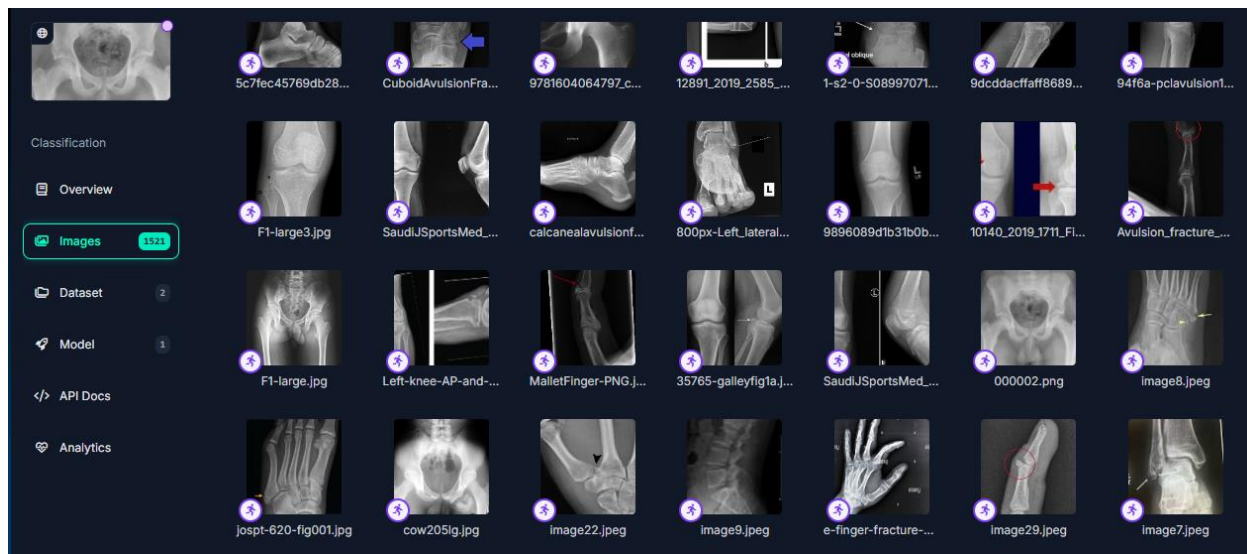 5c7fec45769db28...
CuboidAvulsionFra...
9781604064797_c...
12891_2019_2585_...
1-s2-0-S08997071...
9dcddacffaff8689...
94f6a-pclavulsion1...
al oblique
Classification
Overview
Images 1521
Dataset 2
Model 1
</> API Docs
Analytics
F1-large3.jpg
SaudiJSportsMed_...
calcanealavulsionf...
800px-Left_lateral...
9896089d1b31b0b...
10140_2019_1711_Fi...
Avulsion_fracture_...
L
F1-large.jpg
Left-knee-AP-and-...
MalletFinger-PNG.j...
35765-galleyfig1a.j...
SaudiJSportsMed_...
000002.png
image8.jpeg
L
jospt-620-fig001.jpg
cow205lg.jpg
image22.jpeg
image9.jpeg
e-finger-fracture-...
image29.jpeg
image7.jpeg